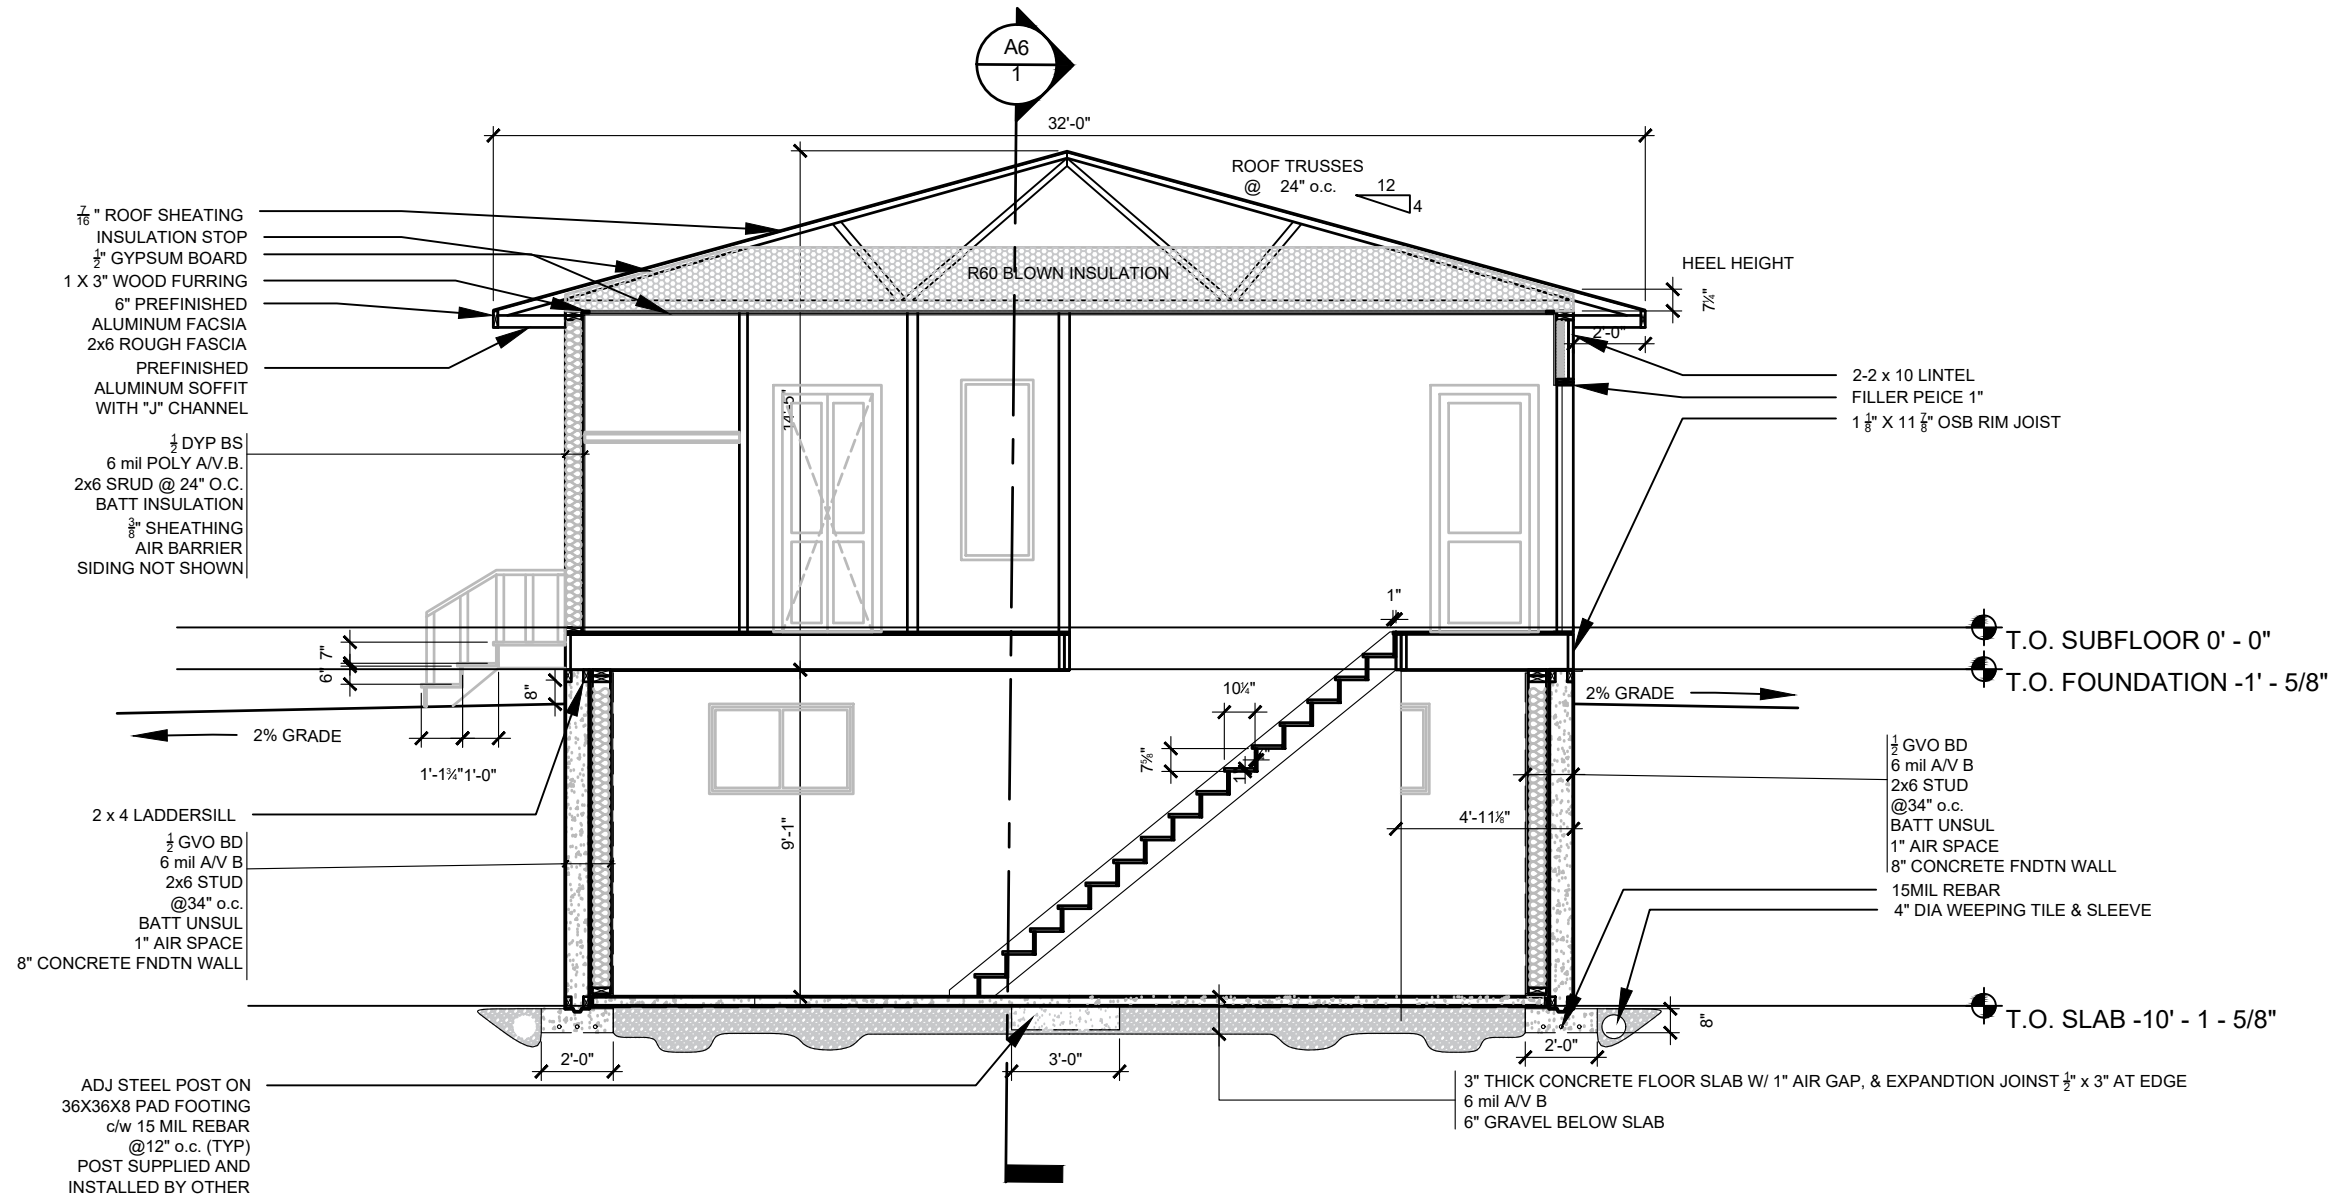 A6
1
32'-0"
ROOF TRUSSES
@ 24" o.c.
12
4
7/16 " ROOF SHEATING
INSULATION STOP
1/2" GYPSUM BOARD
1 X 3" WOOD FURRING
6" PREFINISHED
ALUMINUM FACSIA
2x6 ROUGH FASCIA
PREFINISHED
ALUMINUM SOFFIT
WITH "J" CHANNEL
R60 BLOWN INSULATION
HEEL HEIGHT
7¼"
2'-0"
2-2 x 10 LINTEL
FILLER PEICE 1"
1 1/8" X 11 7/8" OSB RIM JOIST
14'-5"
1/2 DYP BS
6 mil POLY A/V.B.
2x6 SRUD @ 24" O.C.
BATT INSULATION
3/8" SHEATHING
AIR BARRIER
SIDING NOT SHOWN
1"
T.O. SUBFLOOR 0' - 0"
T.O. FOUNDATION -1' - 5/8"
7"
6"
8"
2% GRADE
2% GRADE
1'-1¾"
1'-0"
10¼"
7⅝"
1"
9'-1"
4'-11⅛"
2 x 4 LADDERSILL
1/2 GVO BD
6 mil A/V B
2x6 STUD
@34" o.c.
BATT UNSUL
1" AIR SPACE
8" CONCRETE FNDTN WALL
1/2 GVO BD
6 mil A/V B
2x6 STUD
@34" o.c.
BATT UNSUL
1" AIR SPACE
8" CONCRETE FNDTN WALL
15MIL REBAR
4" DIA WEEPING TILE & SLEEVE
T.O. SLAB -10' - 1 - 5/8"
8"
2'-0"
3'-0"
2'-0"
ADJ STEEL POST ON
36X36X8 PAD FOOTING
c/w 15 MIL REBAR
@12" o.c. (TYP)
POST SUPPLIED AND
INSTALLED BY OTHER
3" THICK CONCRETE FLOOR SLAB W/ 1" AIR GAP, & EXPANDTION JOINST 1/2" x 3" AT EDGE
6 mil A/V B
6" GRAVEL BELOW SLAB